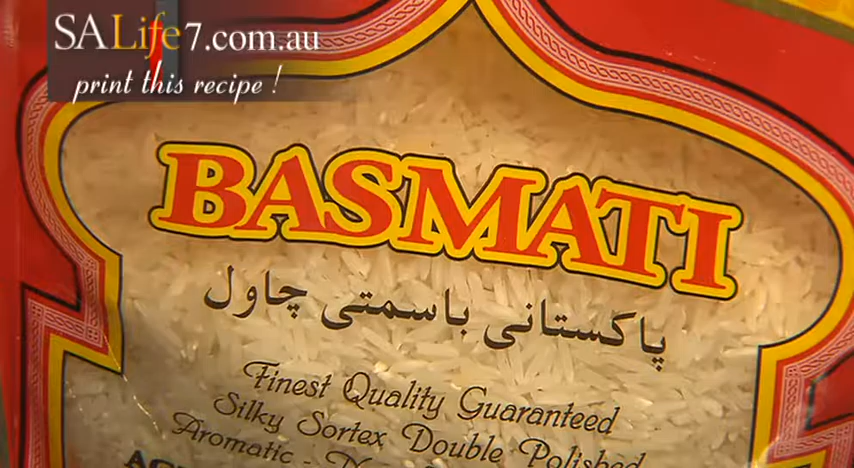 SALife7.com.au
print this recipe !
BASMATI
پاکستانی باسمتی چاول
Finest Quality Guaranteed
Silky Sortex Double Polished
Aromatic -